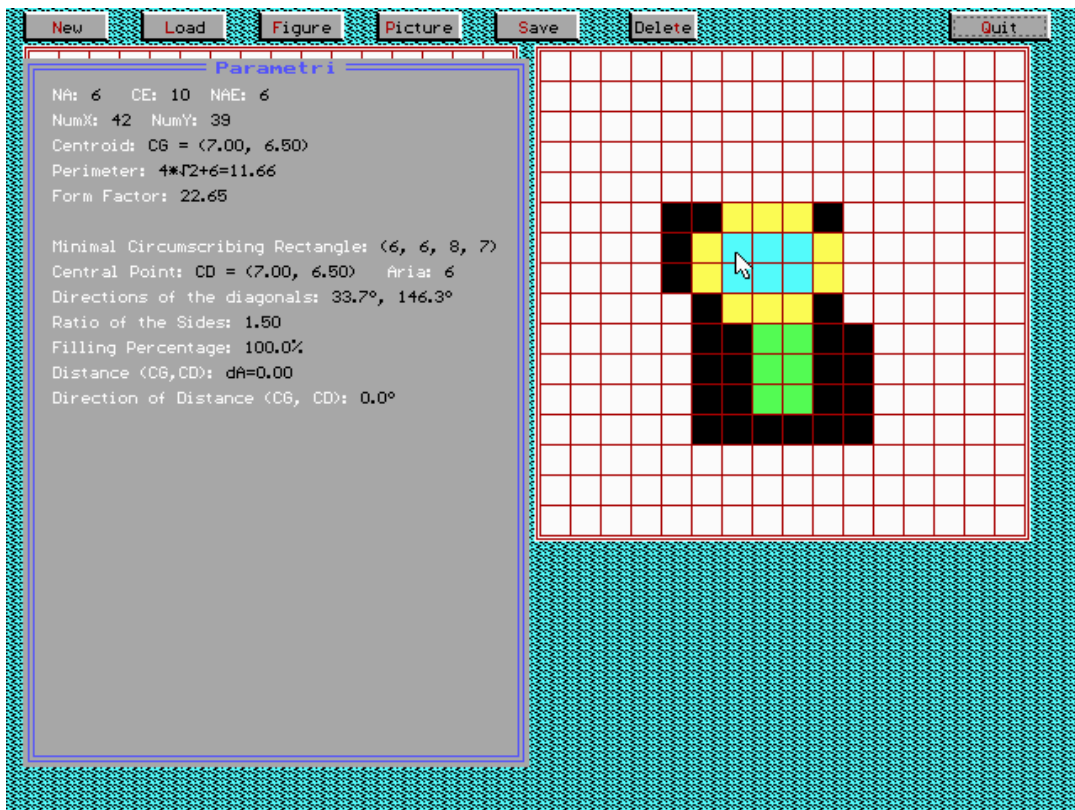 New Load Figure Picture Save Delete Quit
Parametri
NA: 6 CE: 10 NAE: 6
NumX: 42 NumY: 39
Centroid: CG = (7.00, 6.50)
Perimeter: 4*√2+6=11.66
Form Factor: 22.65
Minimal Circumscribing Rectangle: (6, 6, 8, 7)
Central Point: CD = (7.00, 6.50) Aria: 6
Directions of the diagonals: 33.7º, 146.3º
Ratio of the Sides: 1.50
Filling Percentage: 100.0%
Distance (CG,CD): dA=0.00
Direction of Distance (CG, CD): 0.0º